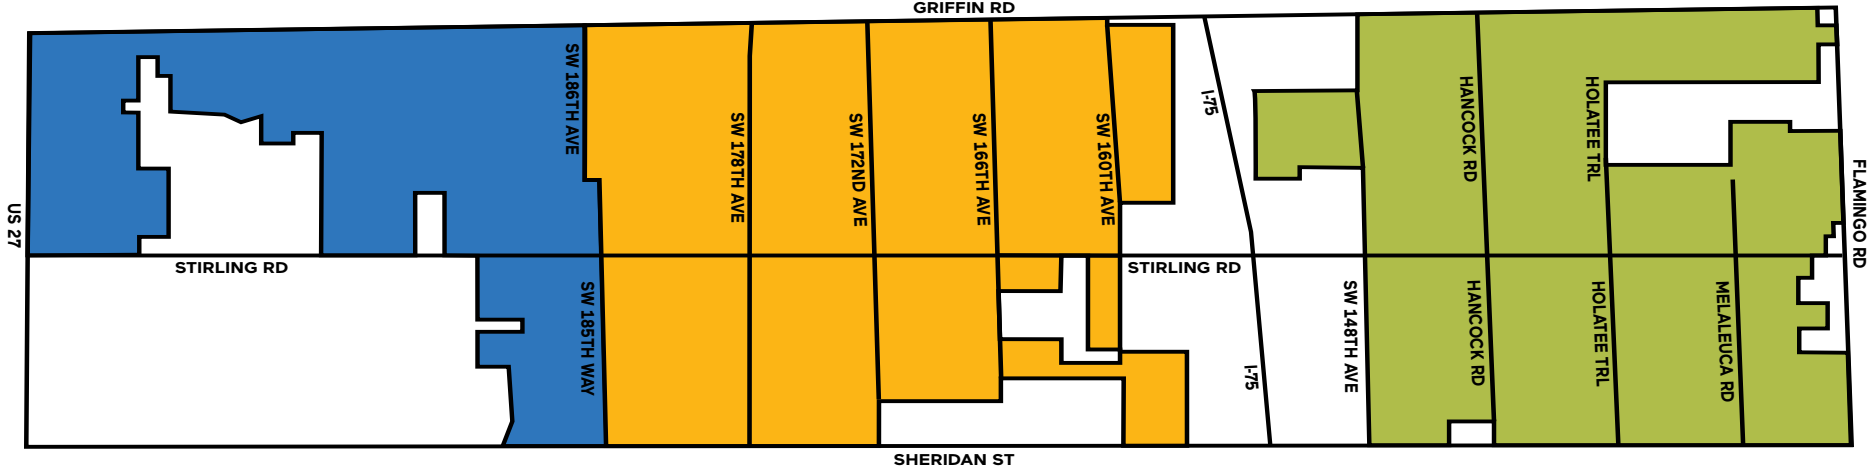 GRIFFIN RD
SW 186TH AVE
SW 178TH AVE
SW 172ND AVE
SW 166TH AVE
SW 160TH AVE
I-75
HANCOCK RD
HOLATEE TRL
FLAMINGO RD
US 27
STIRLING RD
STIRLING RD
SW 185TH WAY
I-75
SW 148TH AVE
HANCOCK RD
HOLATEE TRL
MELALEUCA RD
SHERIDAN ST